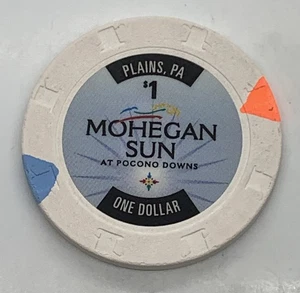 PLAINS, PA
$1
MOHEGAN
SUN
AT POCONO DOWNS
ONE DOLLAR